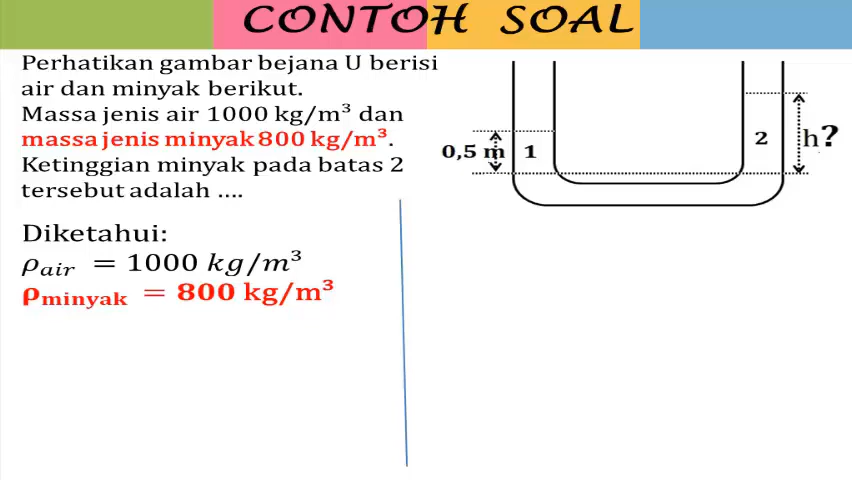 CONTOH SOAL
Perhatikan gambar bejana U berisi
air dan minyak berikut.
Massa jenis air 1000 kg/m³ dan
massa jenis minyak 800 kg/m³.
Ketinggian minyak pada batas 2
tersebut adalah ....
Diketahui:
ρair = 1000 kg/m³
ρminyak = 800 kg/m³
0,5 m
1
2
h?